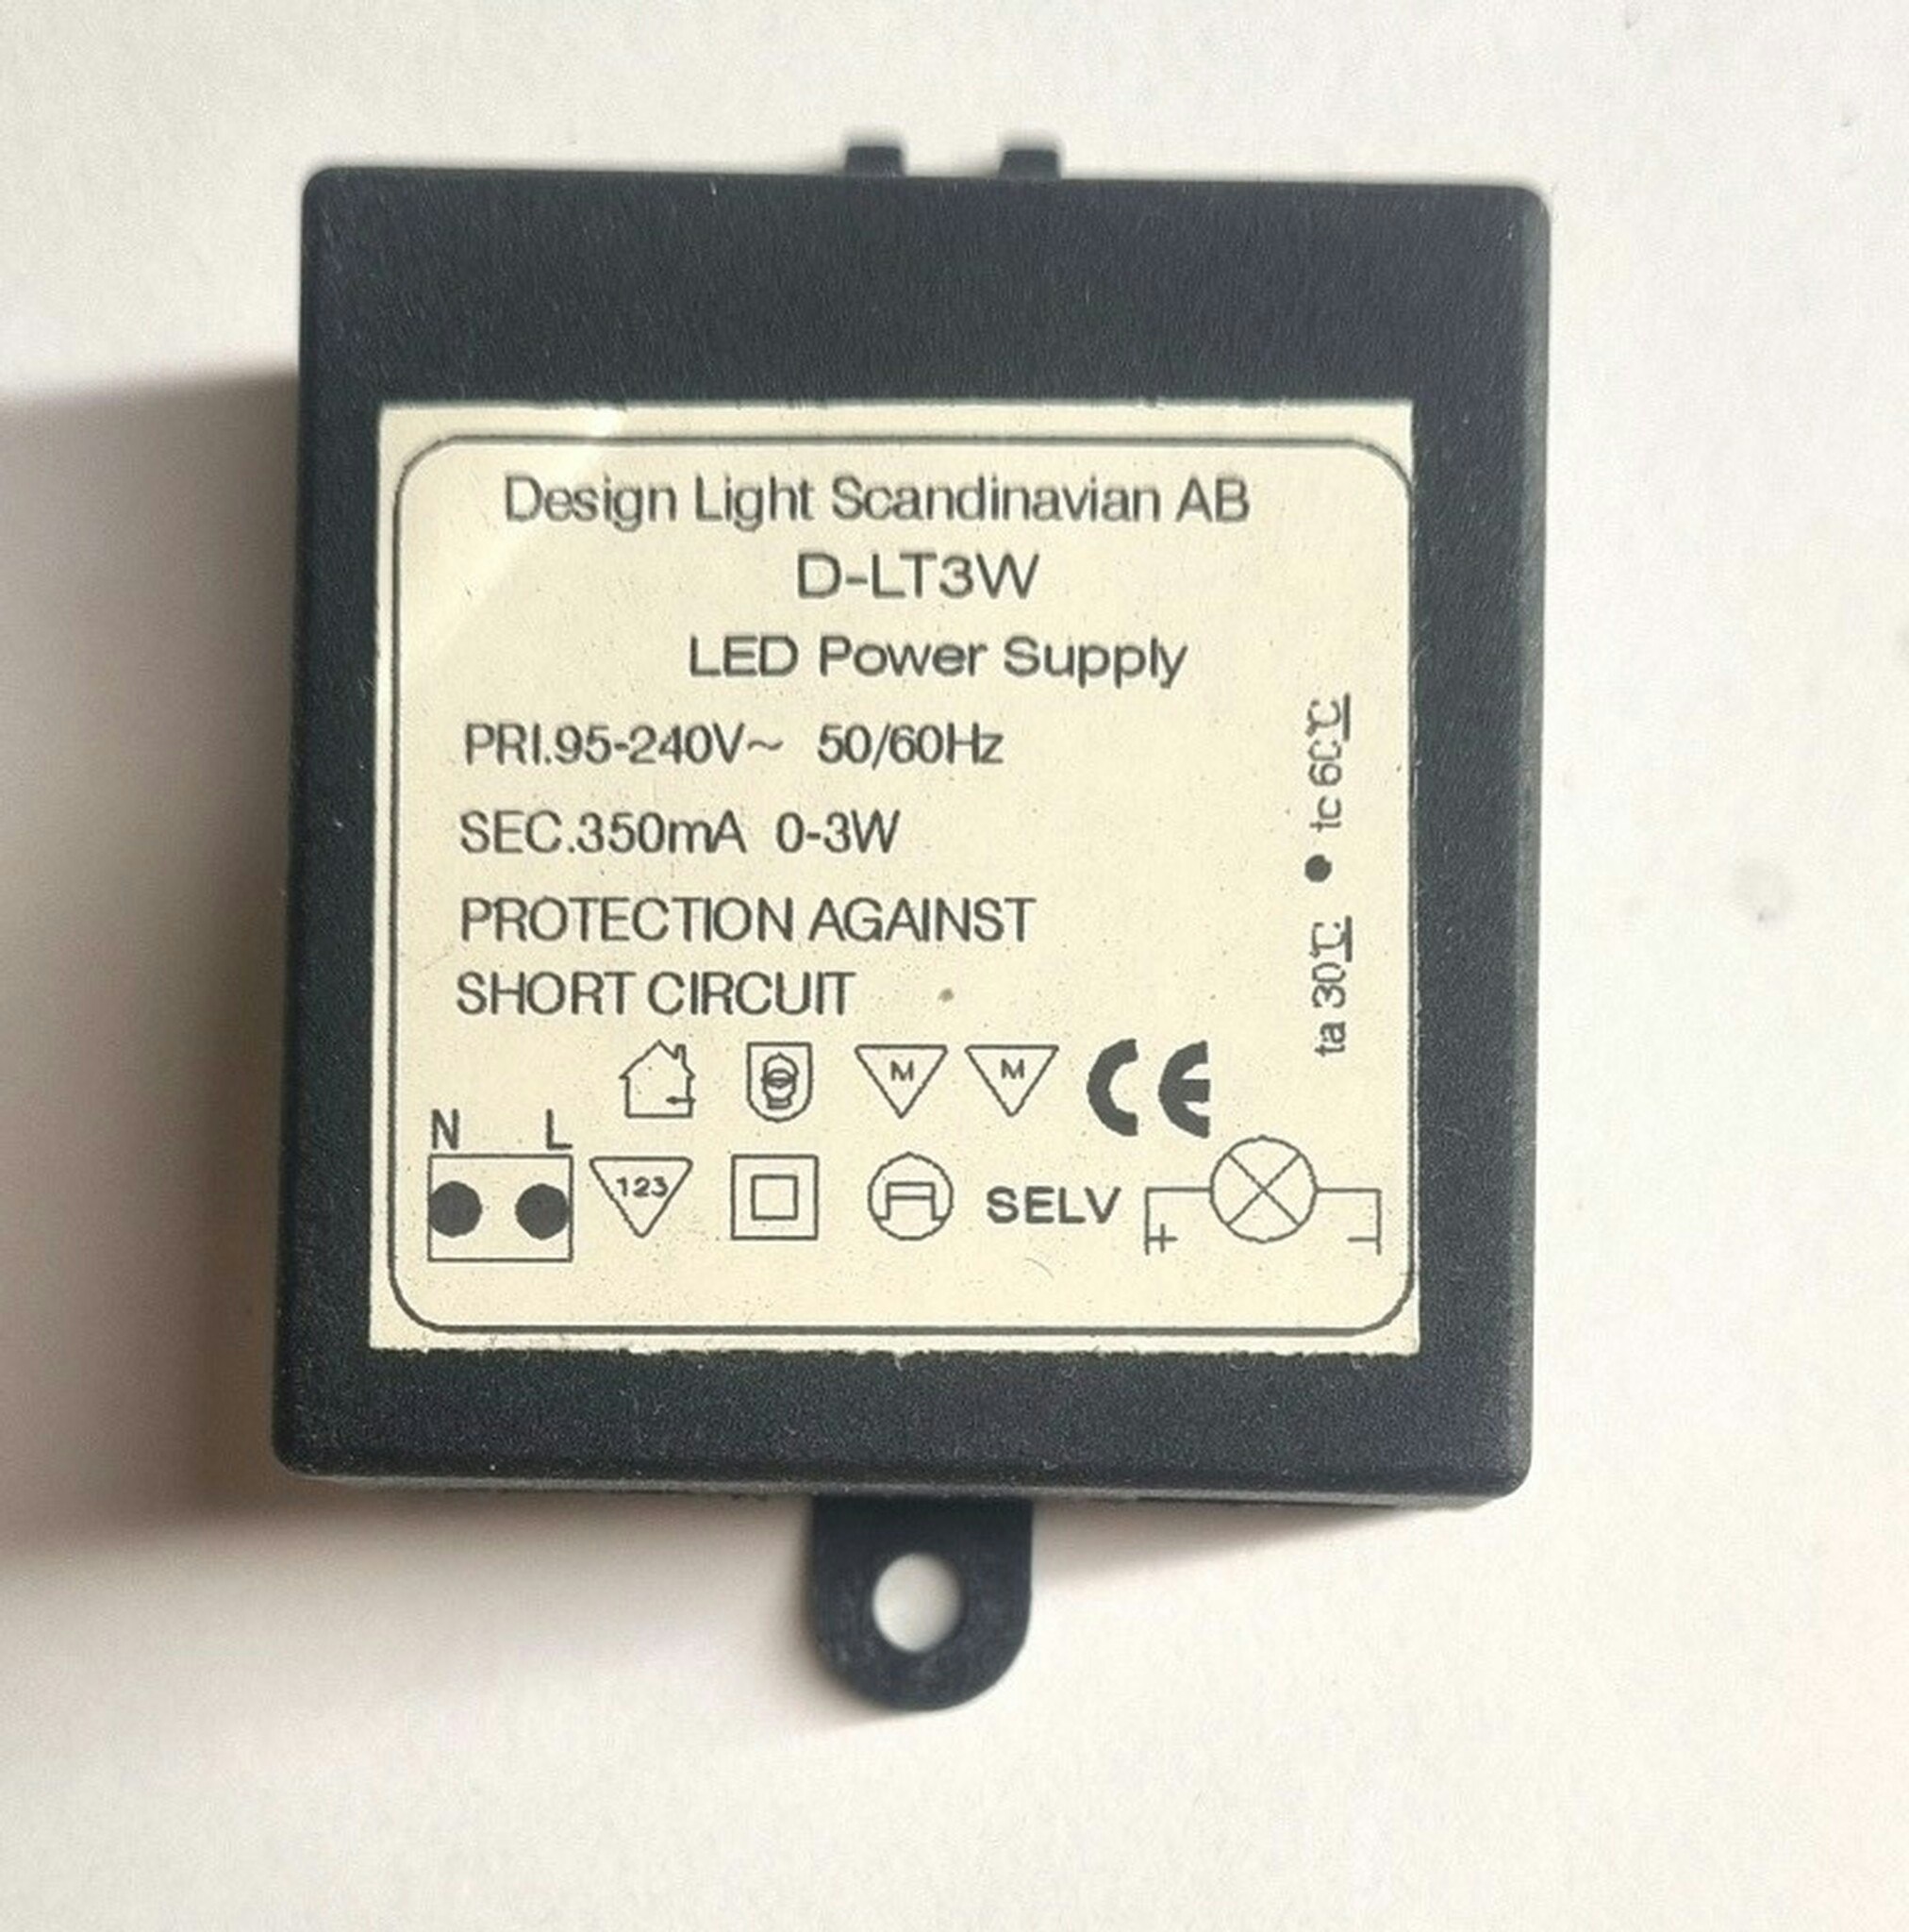 Design Light Scandinavian AB
D-LT3W
LED Power Supply
PRI.95-240V~ 50/60Hz
SEC.350mA 0-3W
PROTECTION AGAINST
SHORT CIRCUIT
ta 30℃ • tc 60℃
M M CE
N L
123 SELV + -